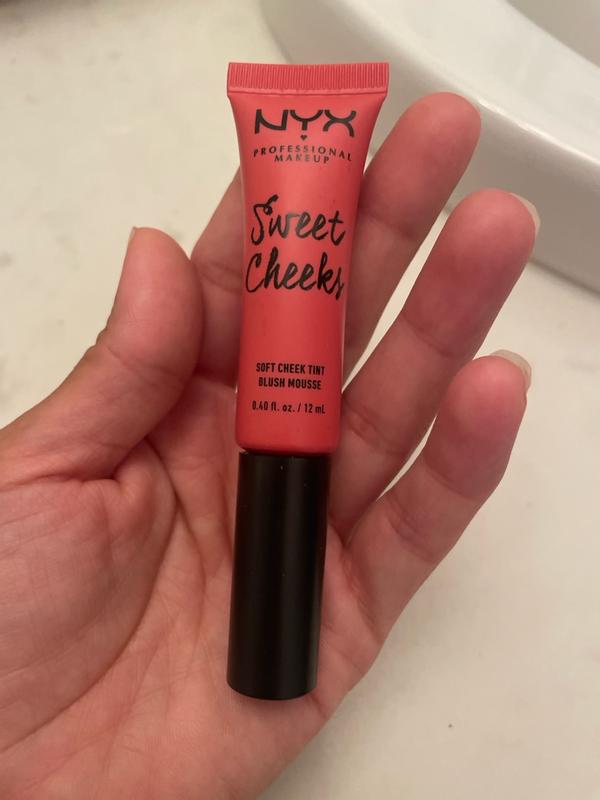 NYX
PROFESSIONAL
MAKEUP
Sweet
Cheeks
SOFT CHEEK TINT
BLUSH MOUSSE
0.40 fl. oz. / 12 mL